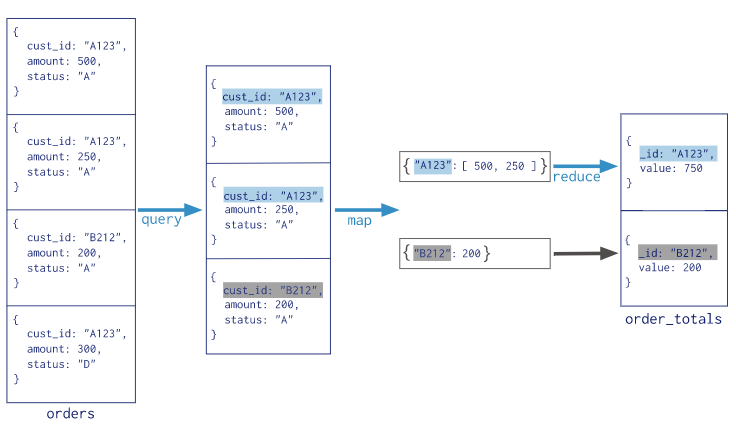 {
cust_id: "A123",
amount: 500,
status: "A"
}
{
cust_id: "A123",
amount: 250,
status: "A"
}
{
cust_id: "B212",
amount: 200,
status: "A"
}
{
cust_id: "A123",
amount: 300,
status: "D"
}
orders
query
{
cust_id: "A123",
amount: 500,
status: "A"
}
{
cust_id: "A123",
amount: 250,
status: "A"
}
{
cust_id: "B212",
amount: 200,
status: "A"
}
map
{ "A123": [ 500, 250 ] }
{ "B212": 200 }
reduce
{
_id: "A123",
value: 750
}
{
_id: "B212",
value: 200
}
order_totals